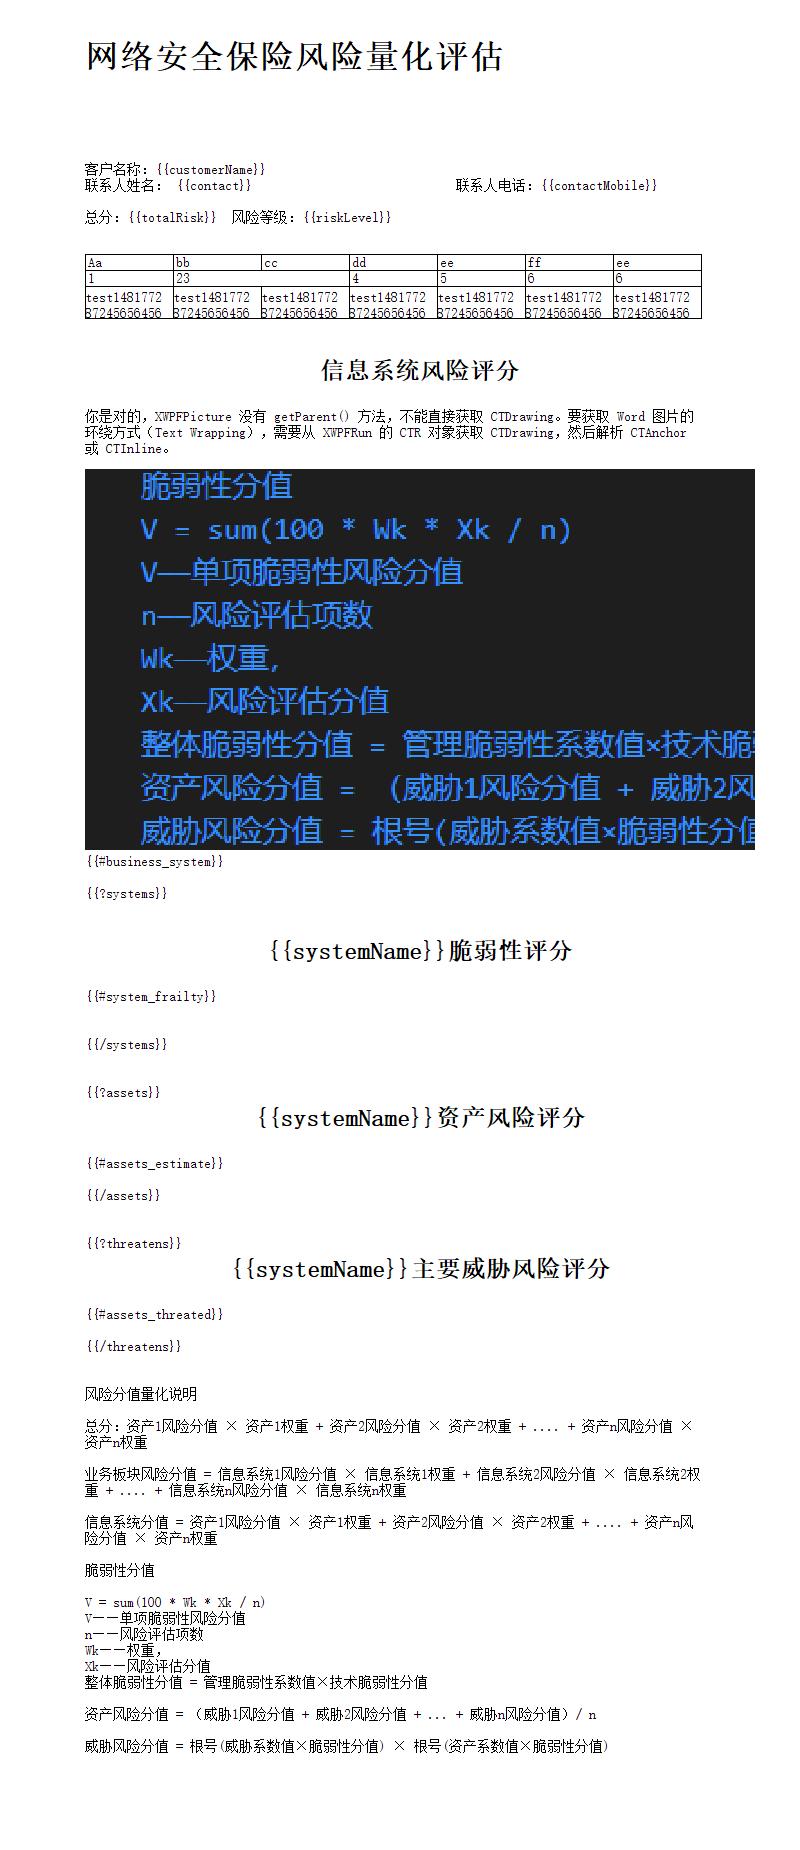 网络安全保险风险量化评估
客户名称：{{customerName}}
联系人姓名： {{contact}} 联系人电话：{{contactMobile}}
总分：{{totalRisk}} 风险等级：{{riskLevel}}
Aa bb cc dd ee ff ee
1 23 4 5 6 6
test1481772 test1481772 test1481772 test1481772 test1481772 test1481772 test1481772
87245656456 87245656456 87245656456 87245656456 87245656456 87245656456 87245656456
信息系统风险评分
你是对的，XWPFPicture 没有 getParent() 方法，不能直接获取 CTDrawing。要获取 Word 图片的
环绕方式（Text Wrapping），需要从 XWPFRun 的 CTR 对象获取 CTDrawing，然后解析 CTAnchor
或 CTInline。
脆弱性分值
V = sum(100 * Wk * Xk / n)
V——单项脆弱性风险分值
n——风险评估项数
Wk——权重,
Xk——风险评估分值
整体脆弱性分值 = 管理脆弱性系数值×技术脆
资产风险分值 = （威胁1风险分值 + 威胁2风
威胁风险分值 = 根号(威胁系数值×脆弱性分值
{{#business_system}}
{{?systems}}
{{systemName}}脆弱性评分
{{#system_frailty}}
{{/systems}}
{{?assets}}
{{systemName}}资产风险评分
{{#assets_estimate}}
{{/assets}}
{{?threatens}}
{{systemName}}主要威胁风险评分
{{#assets_threated}}
{{/threatens}}
风险分值量化说明
总分：资产1风险分值 × 资产1权重 + 资产2风险分值 × 资产2权重 + .... + 资产n风险分值 ×
资产n权重
业务板块风险分值 = 信息系统1风险分值 × 信息系统1权重 + 信息系统2风险分值 × 信息系统2权
重 + .... + 信息系统n风险分值 × 信息系统n权重
信息系统分值 = 资产1风险分值 × 资产1权重 + 资产2风险分值 × 资产2权重 + .... + 资产n风
险分值 × 资产n权重
脆弱性分值
V = sum(100 * Wk * Xk / n)
V——单项脆弱性风险分值
n——风险评估项数
Wk——权重，
Xk——风险评估分值
整体脆弱性分值 = 管理脆弱性系数值×技术脆弱性分值
资产风险分值 = （威胁1风险分值 + 威胁2风险分值 + ... + 威胁n风险分值）/ n
威胁风险分值 = 根号(威胁系数值×脆弱性分值) × 根号(资产系数值×脆弱性分值)